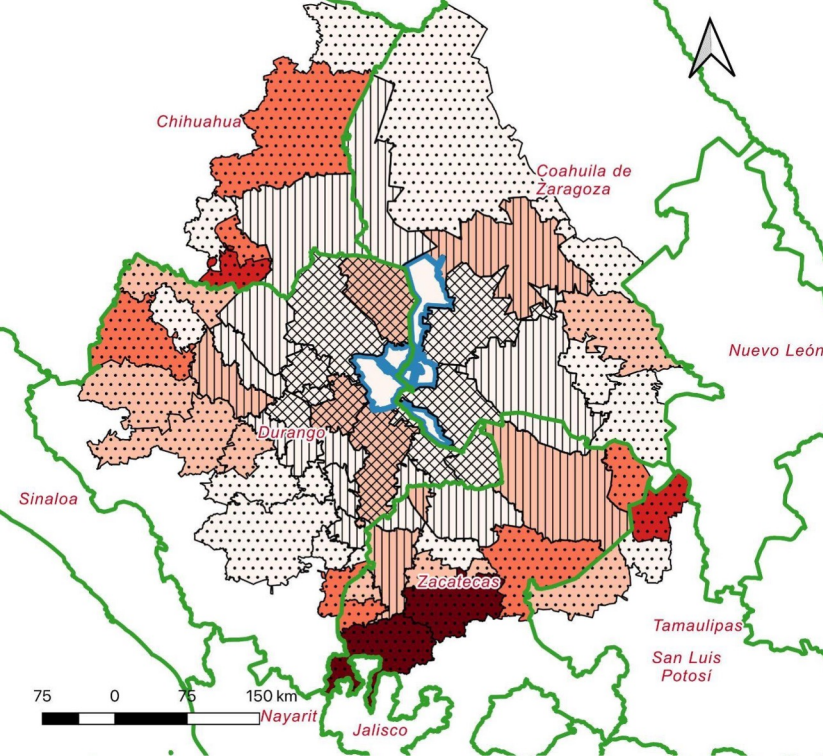 Chihuahua
Coahuila de
Zaragoza
Nuevo León
Durango
Sinaloa
Zacatecas
Tamaulipas
San Luis
Potosí
75 0 75 150 km
Nayarit
Jalisco